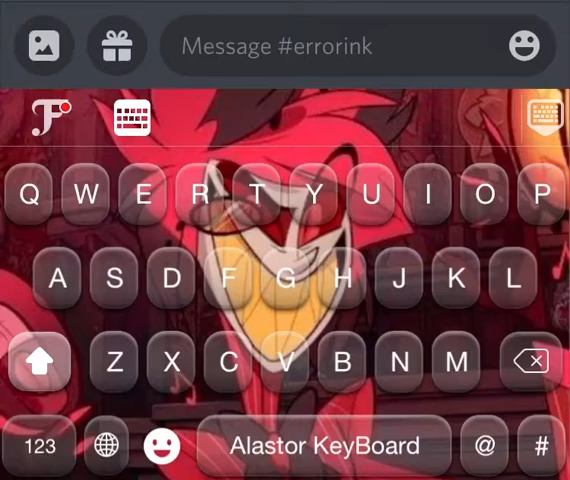 Message #errorink
Q W E R T Y U I O P
A S D F G H J K L
Z X C V B N M
123 Alastor KeyBoard @ #